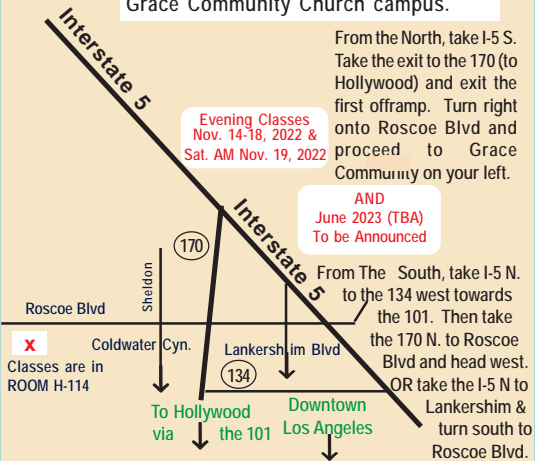 Grace Community Church campus.
Interstate 5
From the North, take I-5 S.
Take the exit to the 170 (to
Hollywood) and exit the
first offramp. Turn right
onto Roscoe Blvd and
proceed to Grace
Community on your left.
Evening Classes
Nov. 14-18, 2022 &
Sat. AM Nov. 19, 2022
AND
June 2023 (TBA)
To be Announced
Interstate 5
170
Sheldon
From The South, take I-5 N.
to the 134 west towards
the 101. Then take
the 170 N. to Roscoe
Blvd and head west.
OR take the I-5 N to
Lankershim &
turn south to
Roscoe Blvd.
Roscoe Blvd
x
Classes are in
ROOM H-114
Coldwater Cyn.
Lankershim Blvd
134
To Hollywood
via the 101
Downtown
Los Angeles